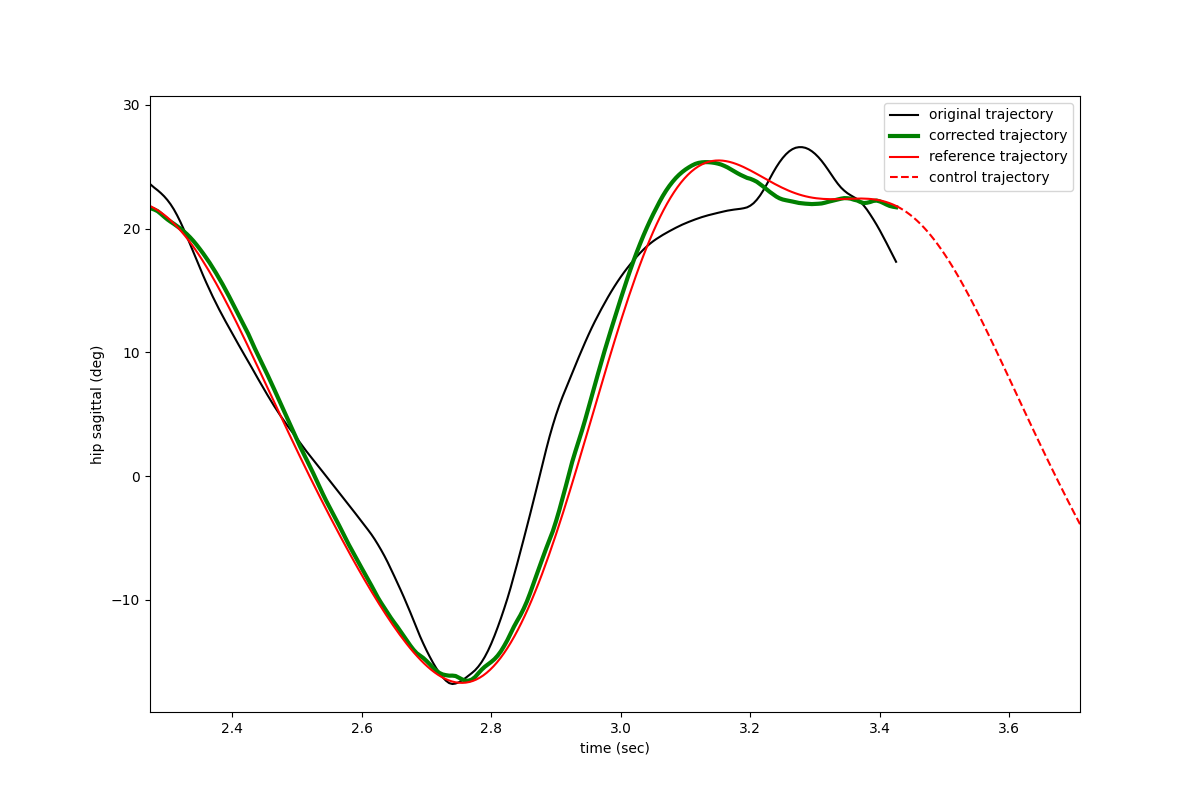 30
20
10
0
−10
hip sagittal (deg)
original trajectory
corrected trajectory
reference trajectory
control trajectory
2.4 2.6 2.8 3.0 3.2 3.4 3.6
time (sec)